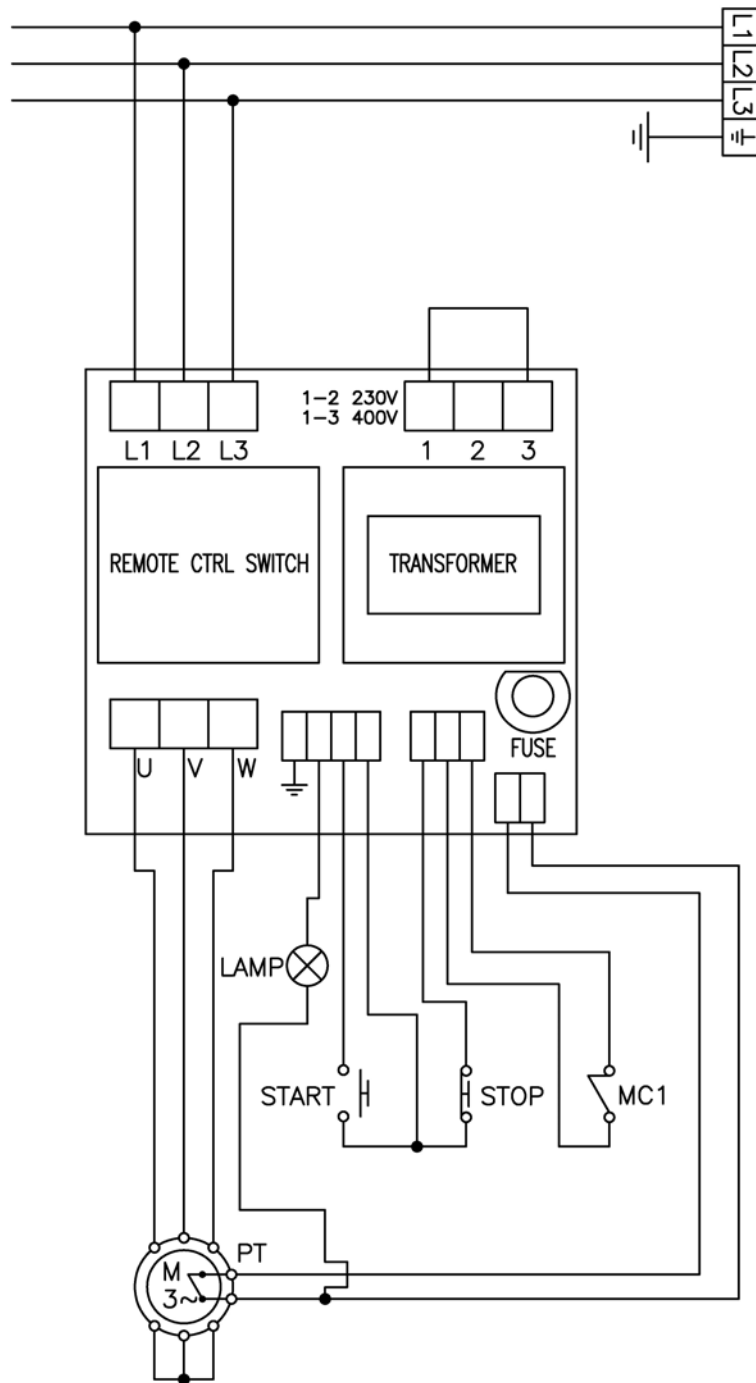 L1
L2
L3
1-2 230V
1-3 400V
L1 L2 L3
1 2 3
REMOTE CTRL SWITCH
TRANSFORMER
FUSE
U V W
LAMP
START
STOP
MC1
PT
M
3~